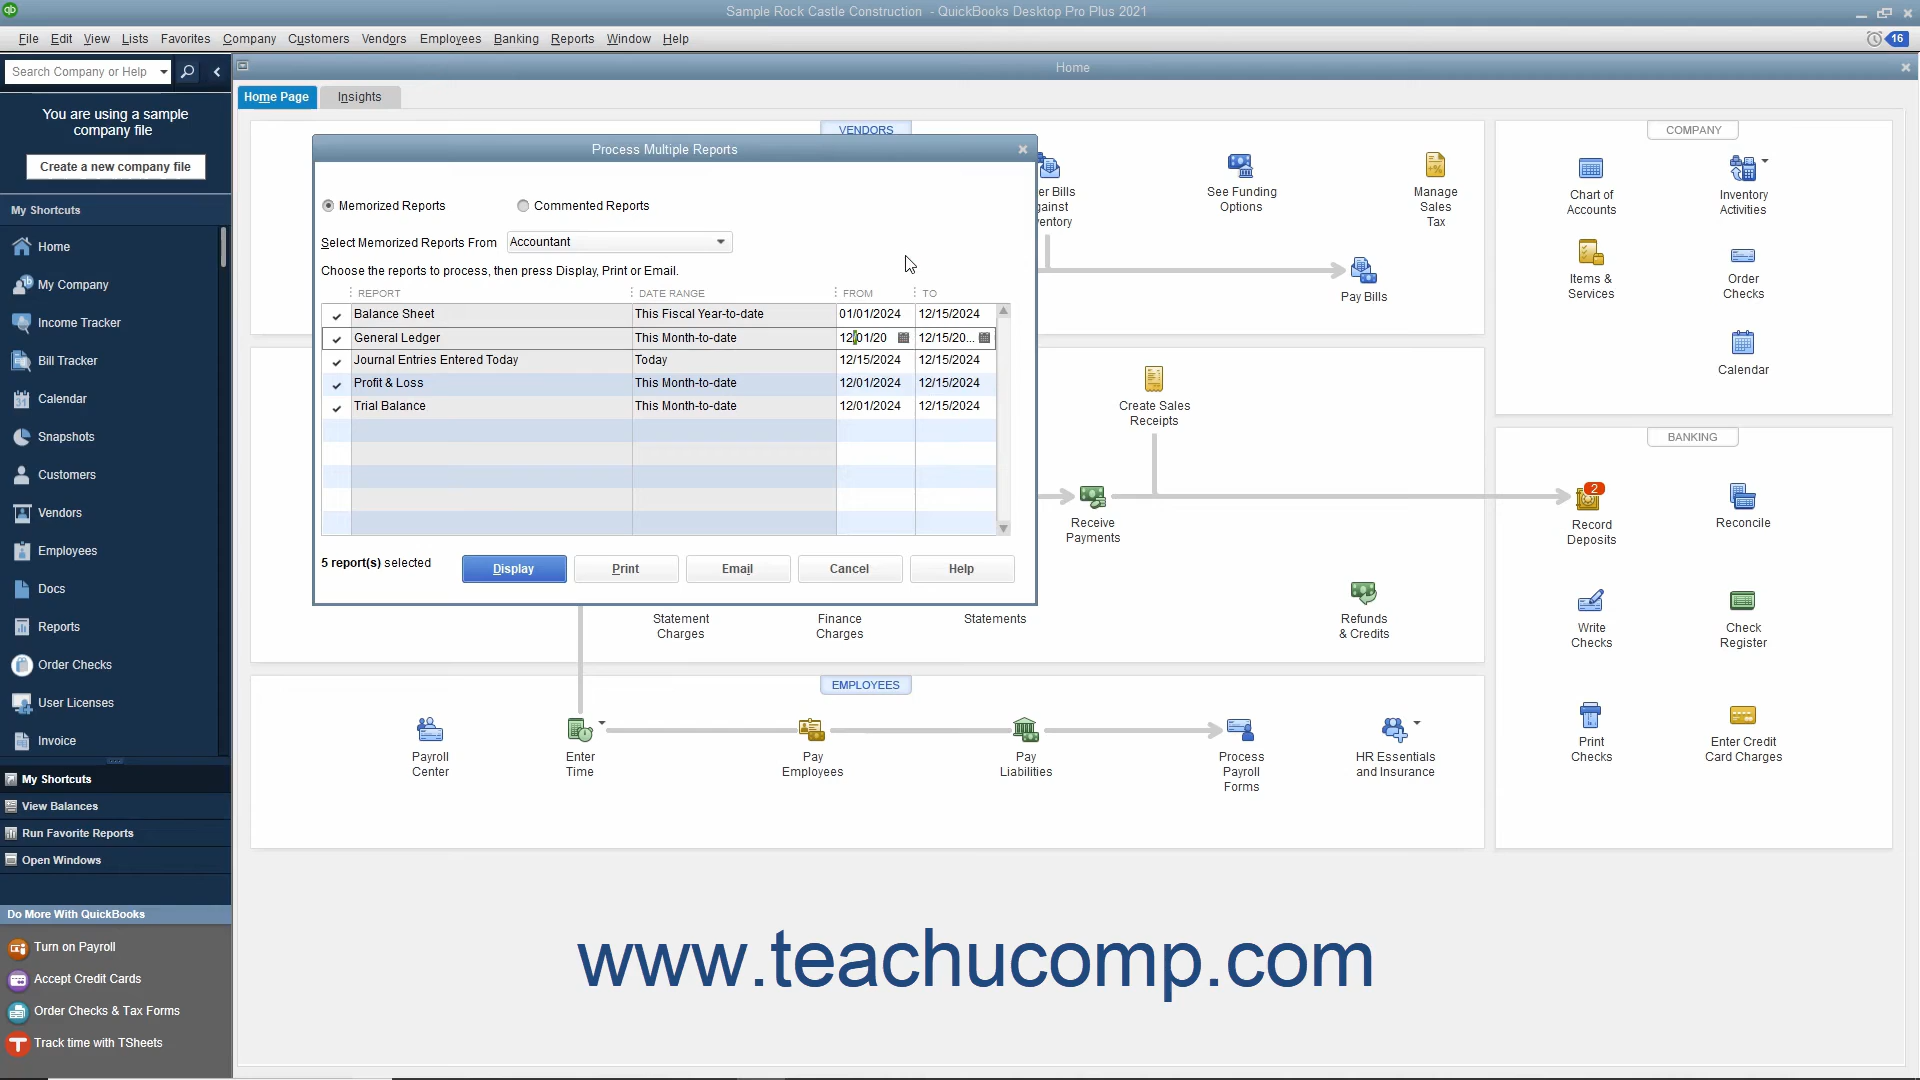 qb
Sample Rock Castle Construction - QuickBooks Desktop Pro Plus 2021
File Edit View Lists Favorites Company Customers Vendors Employees Banking Reports Window Help
16
Search Company or Help
Home
You are using a sample
company file
Create a new company file
My Shortcuts
Home
My Company
Income Tracker
Bill Tracker
Calendar
Snapshots
Customers
Vendors
Employees
Docs
Reports
Order Checks
User Licenses
Invoice
My Shortcuts
View Balances
Run Favorite Reports
Open Windows
Do More With QuickBooks
Turn on Payroll
Accept Credit Cards
Order Checks & Tax Forms
Track time with TSheets
Home Page Insights
VENDORS
Process Multiple Reports
Memorized Reports Commented Reports
Select Memorized Reports From Accountant
Choose the reports to process, then press Display, Print or Email.
REPORT DATE RANGE FROM TO
Balance Sheet This Fiscal Year-to-date 01/01/2024 12/15/2024
General Ledger This Month-to-date 12/01/20 12/15/20...
Journal Entries Entered Today Today 12/15/2024 12/15/2024
Profit & Loss This Month-to-date 12/01/2024 12/15/2024
Trial Balance This Month-to-date 12/01/2024 12/15/2024
5 report(s) selected
Display Print Email Cancel Help
er Bills
gainst
entory
See Funding
Options
Manage
Sales
Tax
Pay Bills
Create Sales
Receipts
Receive
Payments
Statement
Charges
Finance
Charges
Statements
Refunds
& Credits
EMPLOYEES
Payroll
Center
Enter
Time
Pay
Employees
Pay
Liabilities
Process
Payroll
Forms
HR Essentials
and Insurance
COMPANY
Chart of
Accounts
Inventory
Activities
Items &
Services
Order
Checks
Calendar
BANKING
2
Record
Deposits
Reconcile
Write
Checks
Check
Register
Print
Checks
Enter Credit
Card Charges
www.teachucomp.com